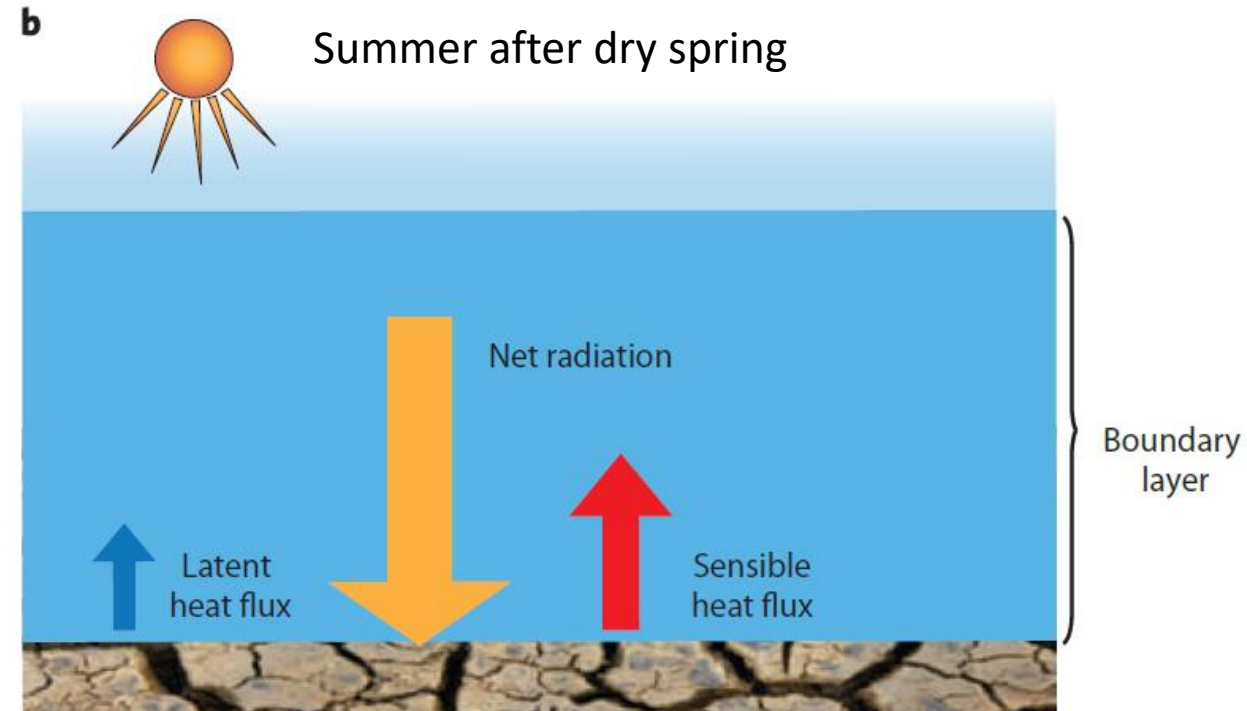 b
Summer after dry spring
Net radiation
Boundary
layer
Latent
heat flux
Sensible
heat flux